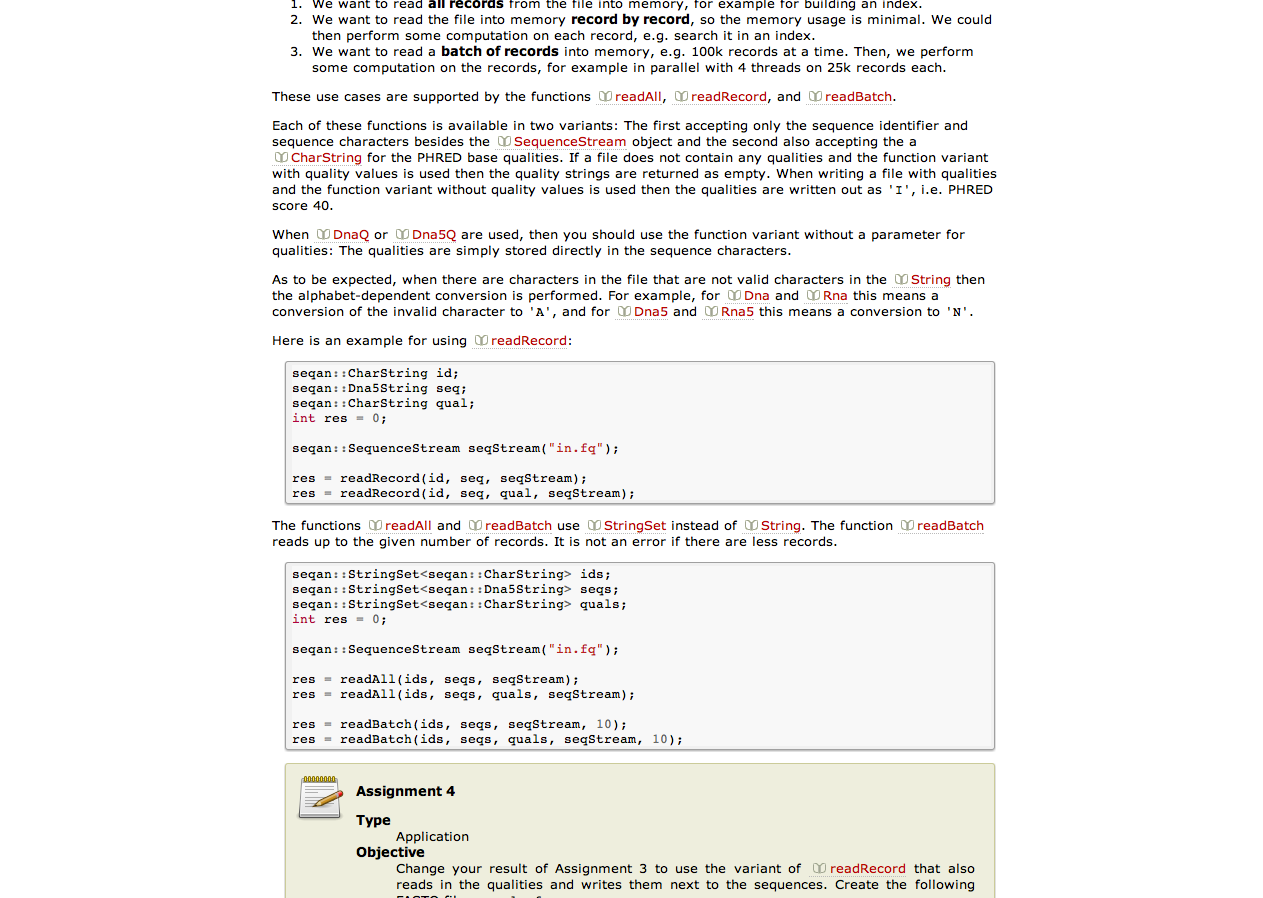 1. We want to read all records from the file into memory, for example for building an index.
2. We want to read the file into memory record by record, so the memory usage is minimal. We could
then perform some computation on each record, e.g. search it in an index.
3. We want to read a batch of records into memory, e.g. 100k records at a time. Then, we perform
some computation on the records, for example in parallel with 4 threads on 25k records each.
These use cases are supported by the functions readAll, readRecord, and readBatch.
Each of these functions is available in two variants: The first accepting only the sequence identifier and
sequence characters besides the SequenceStream object and the second also accepting the a
CharString for the PHRED base qualities. If a file does not contain any qualities and the function variant
with quality values is used then the quality strings are returned as empty. When writing a file with qualities
and the function variant without quality values is used then the qualities are written out as 'I', i.e. PHRED
score 40.
When DnaQ or Dna5Q are used, then you should use the function variant without a parameter for
qualities: The qualities are simply stored directly in the sequence characters.
As to be expected, when there are characters in the file that are not valid characters in the String then
the alphabet-dependent conversion is performed. For example, for Dna and Rna this means a
conversion of the invalid character to 'A', and for Dna5 and Rna5 this means a conversion to 'N'.
Here is an example for using readRecord:
seqan::CharString id;
seqan::Dna5String seq;
seqan::CharString qual;
int res = 0;
seqan::SequenceStream seqStream("in.fq");
res = readRecord(id, seq, seqStream);
res = readRecord(id, seq, qual, seqStream);
The functions readAll and readBatch use StringSet instead of String. The function readBatch
reads up to the given number of records. It is not an error if there are less records.
seqan::StringSet<seqan::CharString> ids;
seqan::StringSet<seqan::Dna5String> seqs;
seqan::StringSet<seqan::CharString> quals;
int res = 0;
seqan::SequenceStream seqStream("in.fq");
res = readAll(ids, seqs, seqStream);
res = readAll(ids, seqs, quals, seqStream);
res = readBatch(ids, seqs, seqStream, 10);
res = readBatch(ids, seqs, quals, seqStream, 10);
Assignment 4
Type
Application
Objective
Change your result of Assignment 3 to use the variant of readRecord that also
reads in the qualities and writes them next to the sequences. Create the following